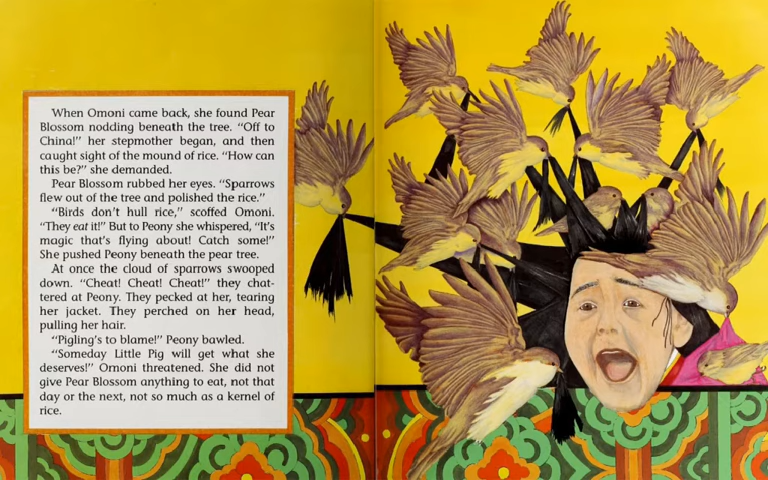 When Omoni came back, she found Pear
Blossom nodding beneath the tree. "Off to
China!" her stepmother began, and then
caught sight of the mound of rice. "How can
this be?" she demanded.
Pear Blossom rubbed her eyes. "Sparrows
flew out of the tree and polished the rice."
"Birds don't hull rice," scoffed Omoni.
"They eat it!" But to Peony she whispered, "It's
magic that's flying about! Catch some!"
She pushed Peony beneath the pear tree.
At once the cloud of sparrows swooped
down. "Cheat! Cheat! Cheat!" they chat-
tered at Peony. They pecked at her, tearing
her jacket. They perched on her head,
pulling her hair.
"Pigling's to blame!" Peony bawled.
"Someday Little Pig will get what she
deserves!" Omoni threatened. She did not
give Pear Blossom anything to eat, not that
day or the next, not so much as a kernel of
rice.